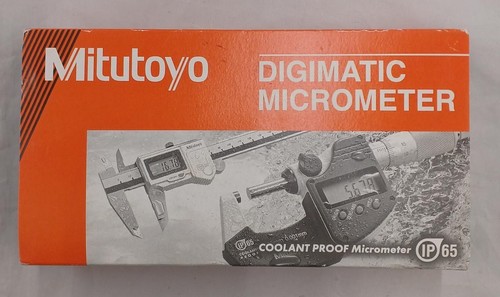 Mitutoyo
DIGIMATIC
MICROMETER
COOLANT PROOF Micrometer IP 65